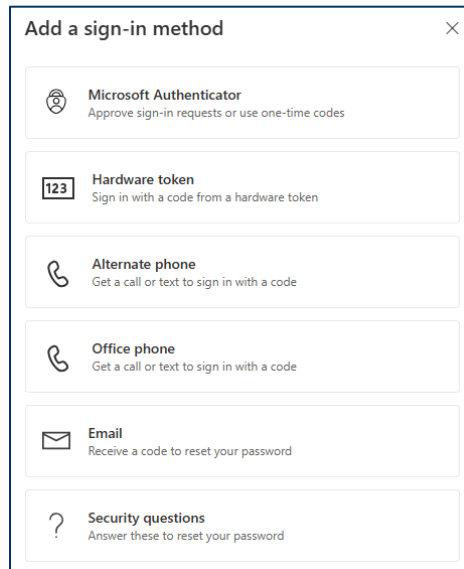 Add a sign-in method
Microsoft Authenticator
Approve sign-in requests or use one-time codes
123
Hardware token
Sign in with a code from a hardware token
Alternate phone
Get a call or text to sign in with a code
Office phone
Get a call or text to sign in with a code
Email
Receive a code to reset your password
Security questions
Answer these to reset your password